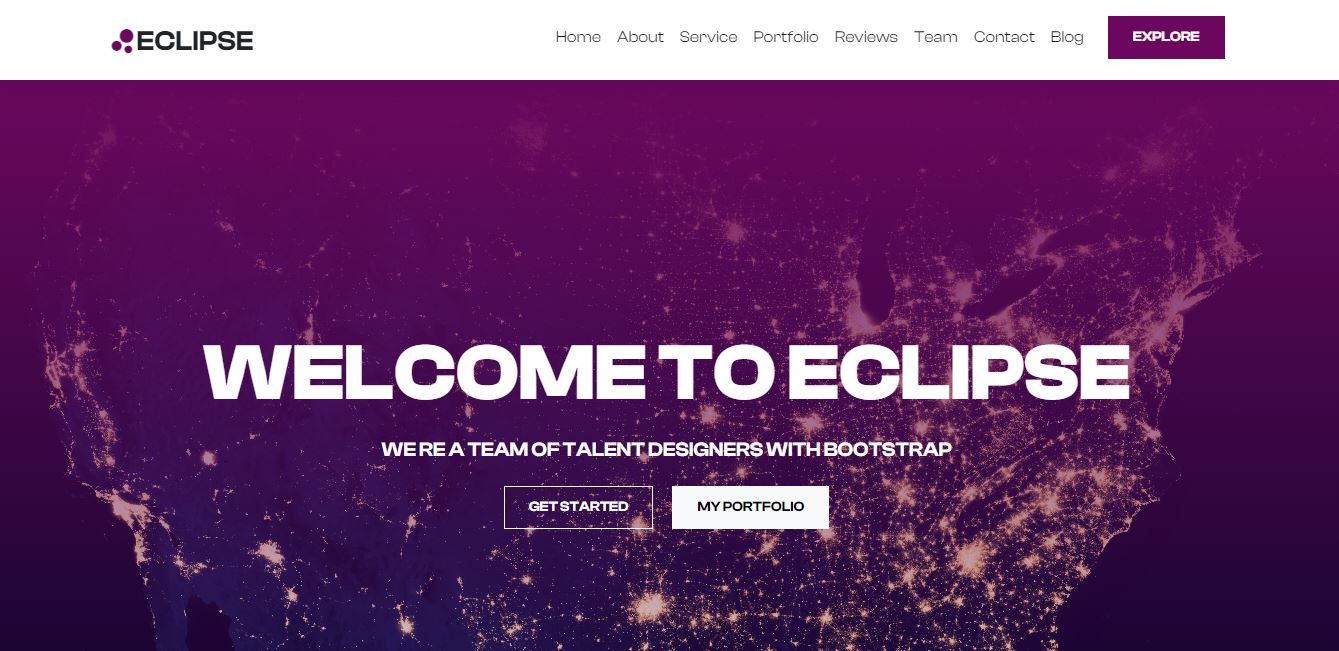 ECLIPSE
Home About Service Portfolio Reviews Team Contact Blog EXPLORE
WELCOME TO ECLIPSE
WE RE A TEAM OF TALENT DESIGNERS WITH BOOTSTRAP
GET STARTED MY PORTFOLIO